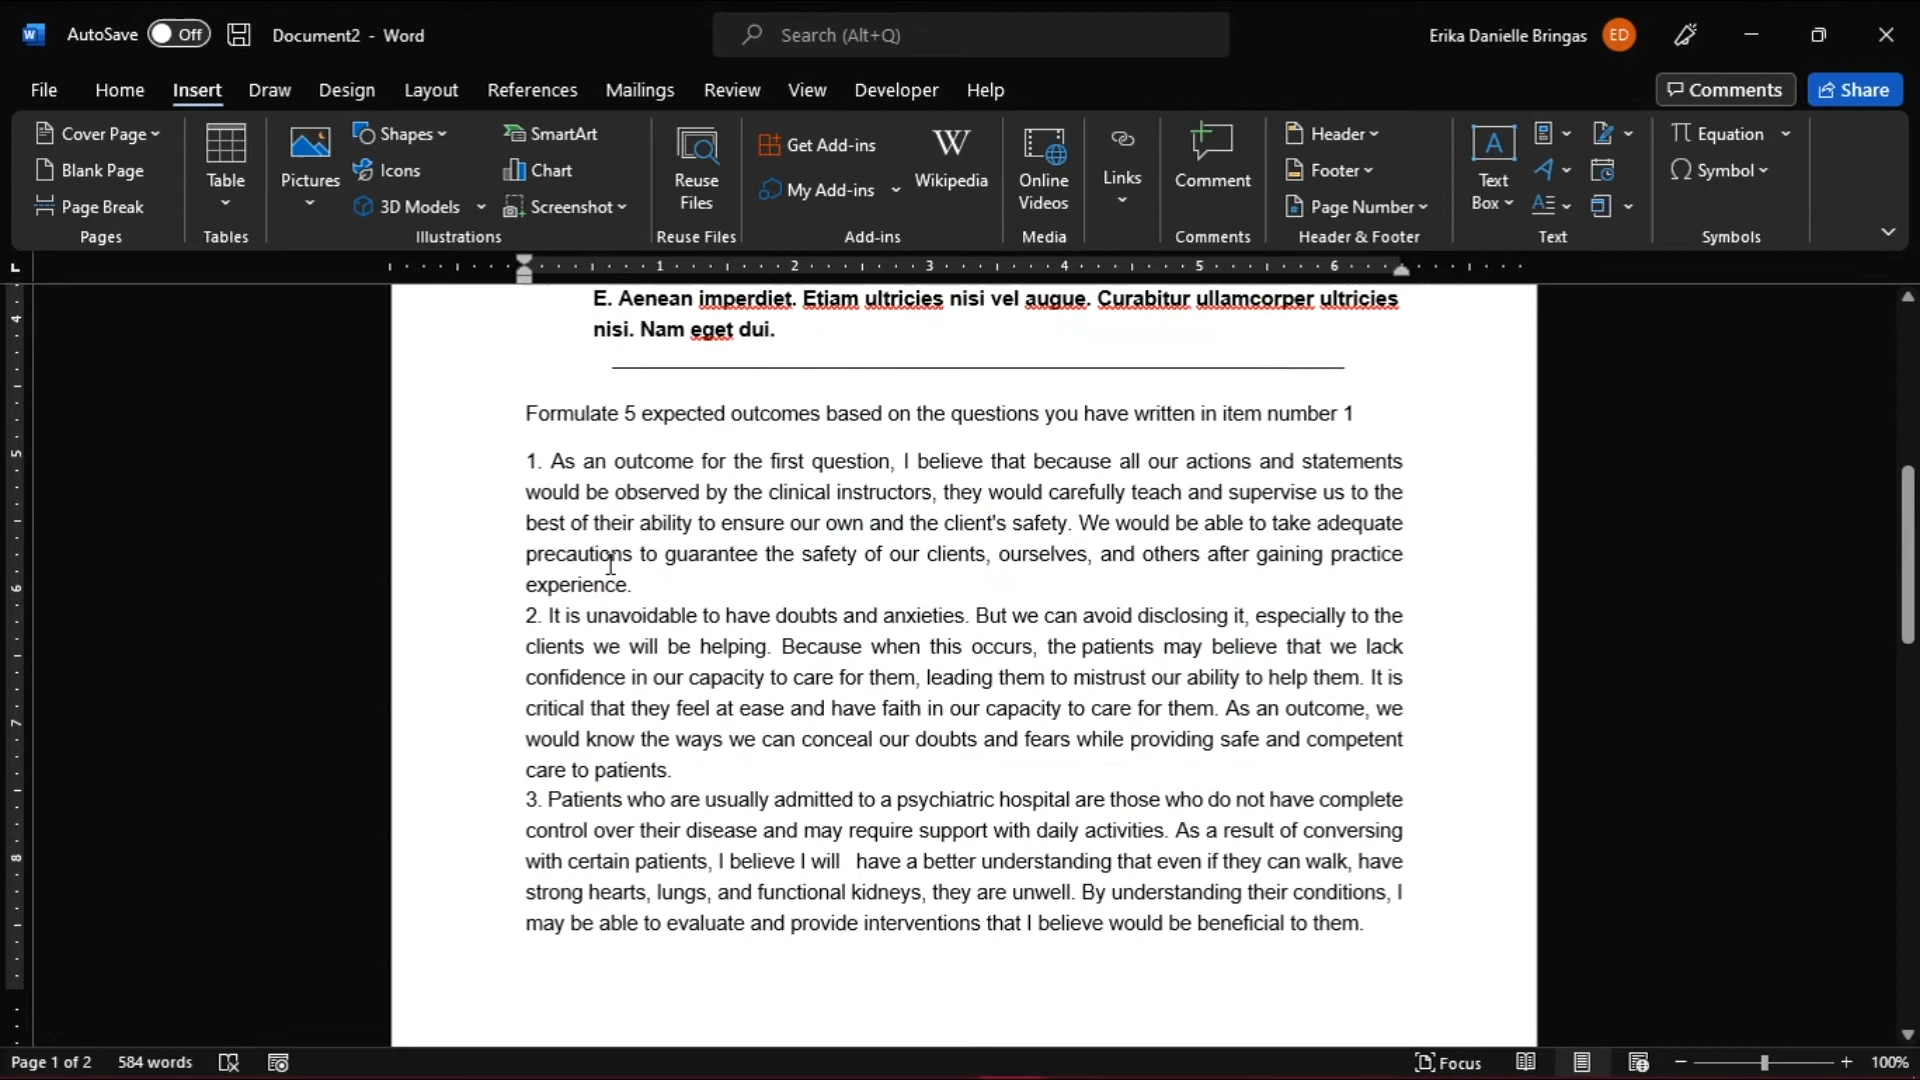 AutoSave Off Document2 - Word Search (Alt+Q) Erika Danielle Bringas ED
File Home Insert Draw Design Layout References Mailings Review View Developer Help Comments Share
Cover Page
Blank Page
Page Break
Pages
Table
Tables
Pictures
Shapes
Icons
3D Models
SmartArt
Chart
Screenshot
Illustrations
Reuse
Files
Reuse Files
Get Add-ins
My Add-ins
W
Wikipedia
Add-ins
Online
Videos
Media
Links
Comment
Comments
Header
Footer
Page Number
Header & Footer
A
Text
Box
Text
Equation
Symbol
Symbols
L
1 2 3 4 5 6
4
5
6
7
8
E. Aenean imperdiet. Etiam ultricies nisi vel augue. Curabitur ullamcorper ultricies
nisi. Nam eget dui.
Formulate 5 expected outcomes based on the questions you have written in item number 1
1. As an outcome for the first question, I believe that because all our actions and statements
would be observed by the clinical instructors, they would carefully teach and supervise us to the
best of their ability to ensure our own and the client's safety. We would be able to take adequate
precautions to guarantee the safety of our clients, ourselves, and others after gaining practice
experience.
2. It is unavoidable to have doubts and anxieties. But we can avoid disclosing it, especially to the
clients we will be helping. Because when this occurs, the patients may believe that we lack
confidence in our capacity to care for them, leading them to mistrust our ability to help them. It is
critical that they feel at ease and have faith in our capacity to care for them. As an outcome, we
would know the ways we can conceal our doubts and fears while providing safe and competent
care to patients.
3. Patients who are usually admitted to a psychiatric hospital are those who do not have complete
control over their disease and may require support with daily activities. As a result of conversing
with certain patients, I believe I will have a better understanding that even if they can walk, have
strong hearts, lungs, and functional kidneys, they are unwell. By understanding their conditions, I
may be able to evaluate and provide interventions that I believe would be beneficial to them.
Page 1 of 2 584 words Focus 100%